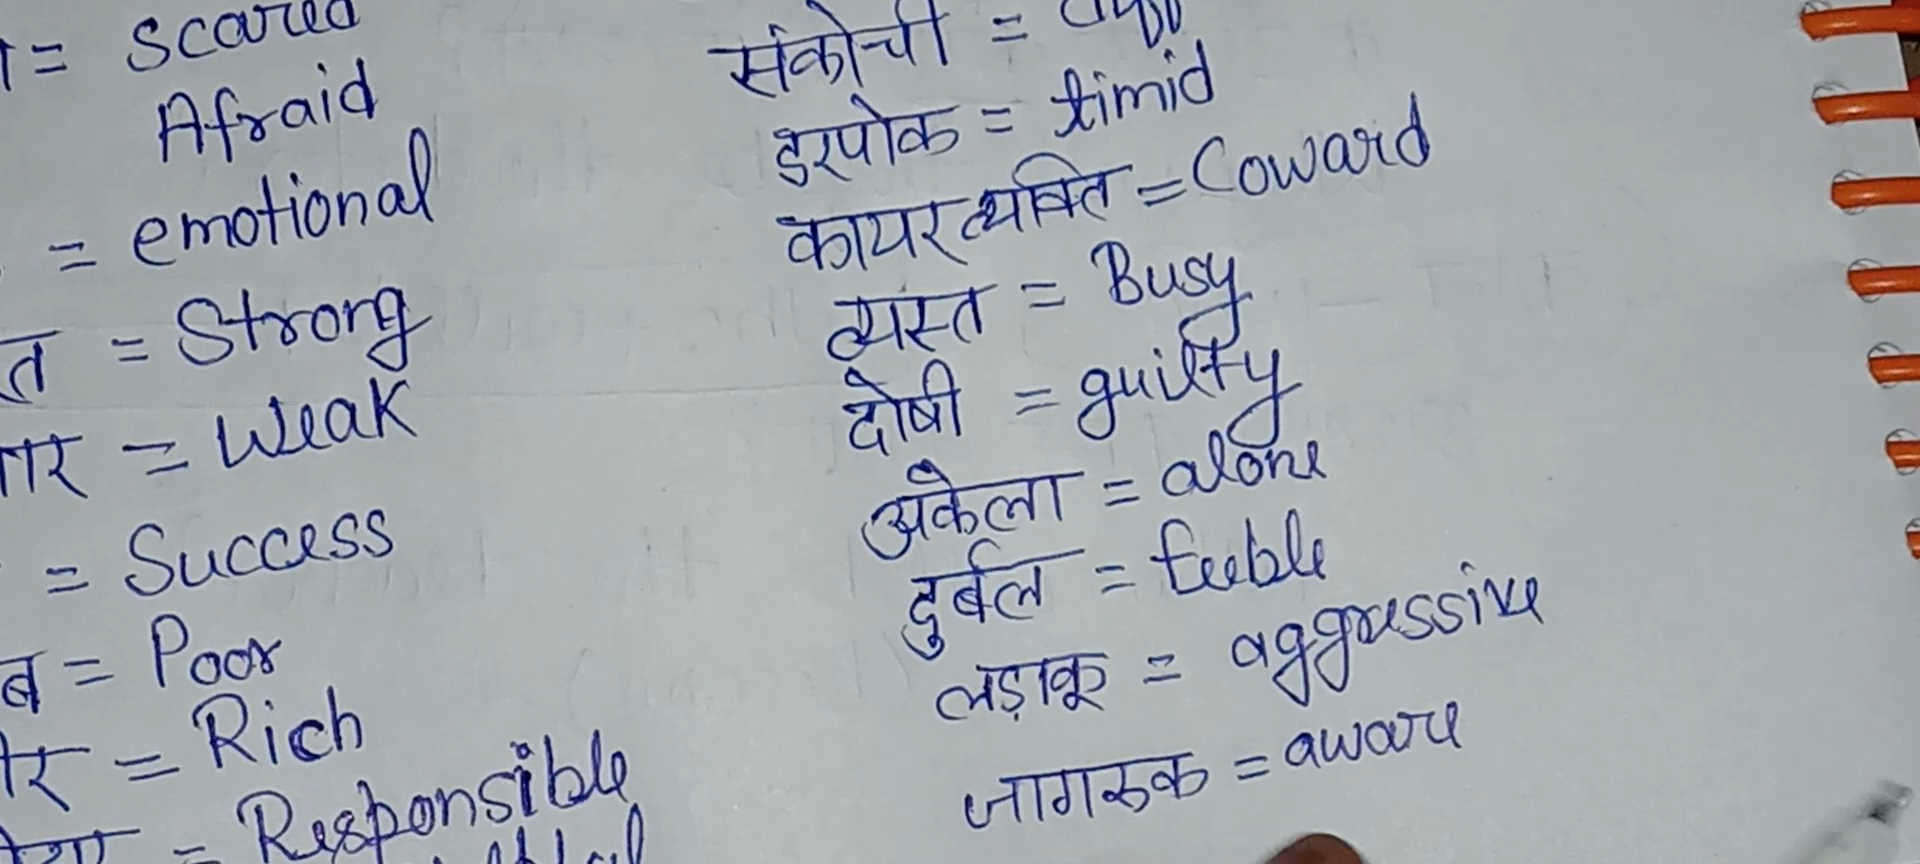 = scared
Afraid
= emotional
त = Strong
= Weak
= Success
ब = Poor
= Rich
= Responsible
संकोची =
डरपोक = timid
कायर व्यक्ति = Coward
व्यस्त = Busy
दोषी = guilty
अकेला = alone
दुर्बल = feeble
लड़ाकू = aggressive
जागरुक = aware